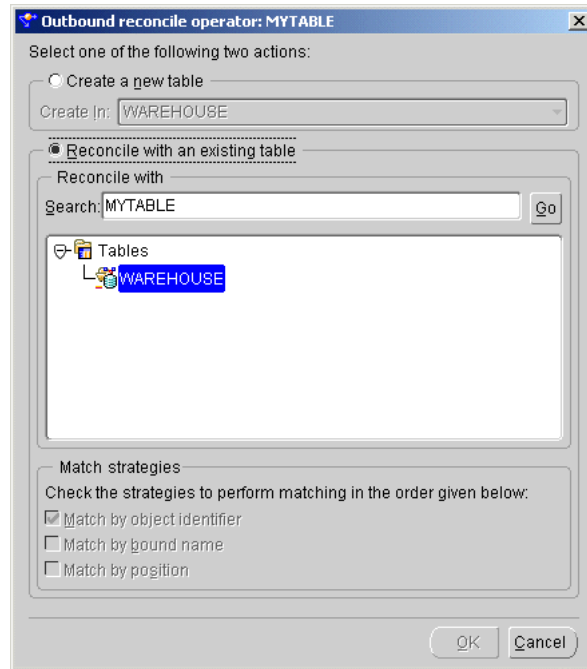 Outbound reconcile operator: MYTABLE
Select one of the following two actions:
Create a new table
Create In: WAREHOUSE
Reconcile with an existing table
Reconcile with
Search: MYTABLE Go
Tables
WAREHOUSE
Match strategies
Check the strategies to perform matching in the order given below:
Match by object identifier
Match by bound name
Match by position
OK Cancel